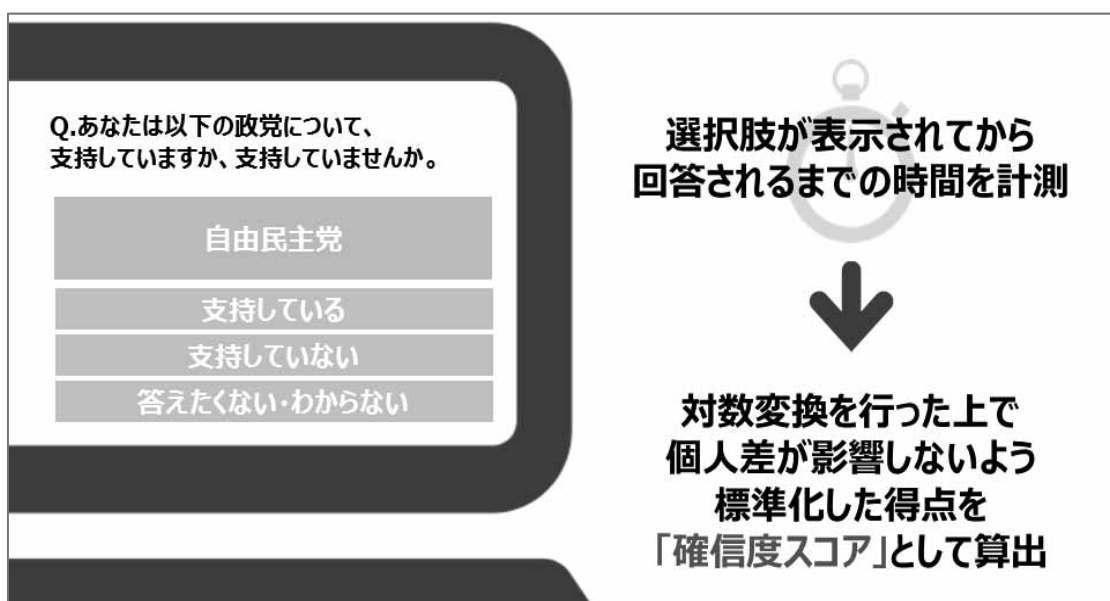 Q.あなたは以下の政党について、
支持していますか、支持していませんか。
自由民主党
支持している
支持していない
答えたくない・わからない
選択肢が表示されてから
回答されるまでの時間を計測
対数変換を行った上で
個人差が影響しないよう
標準化した得点を
「確信度スコア」として算出